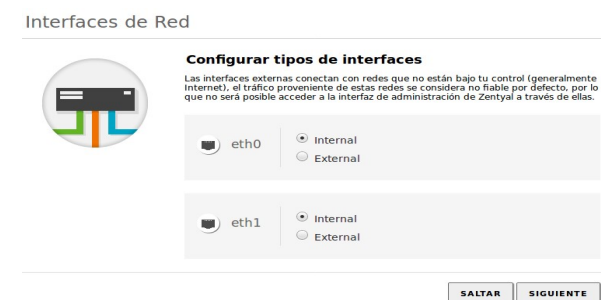 Interfaces de Red
Configurar tipos de interfaces
Las interfaces externas conectan con redes que no están bajo tu control (generalmente
Internet), el tráfico proveniente de estas redes se considera no fiable por defecto, por lo
que no será posible acceder a la interfaz de administración de Zentyal a través de ellas.
eth0
Internal
External
eth1
Internal
External
SALTAR
SIGUIENTE